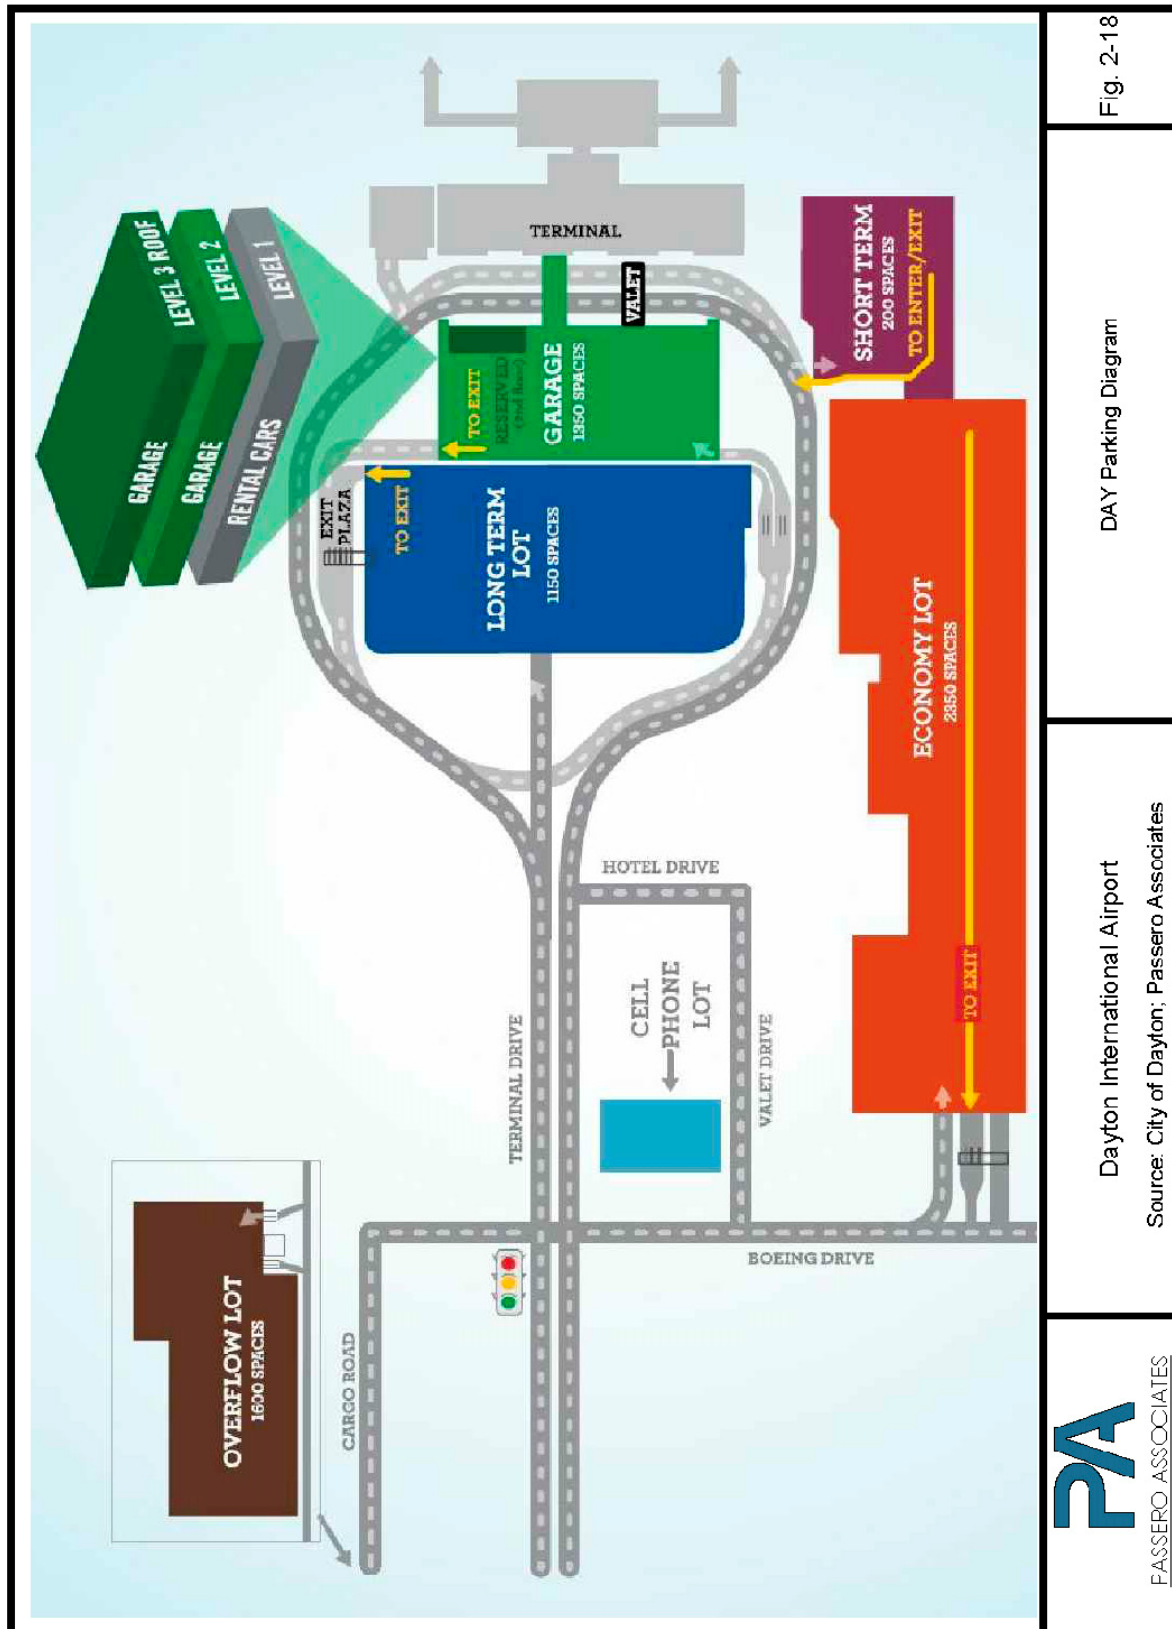 LEVEL 3 ROOF
GARAGE
LEVEL 2
GARAGE
LEVEL 1
RENTAL CARS
TERMINAL
VALET
SHORT TERM
200 SPACES
TO ENTER/EXIT
GARAGE
1350 SPACES
RESERVED
(2nd floor)
TO EXIT
EXIT
PLAZA
TO EXIT
LONG TERM
LOT
1150 SPACES
ECONOMY LOT
2350 SPACES
TO EXIT
HOTEL DRIVE
CELL
PHONE
LOT
VALET DRIVE
TERMINAL DRIVE
BOEING DRIVE
OVERFLOW LOT
1600 SPACES
CARGO ROAD
PA
PASSERO ASSOCIATES
Dayton International Airport
Source: City of Dayton; Passero Associates
DAY Parking Diagram
Fig. 2-18